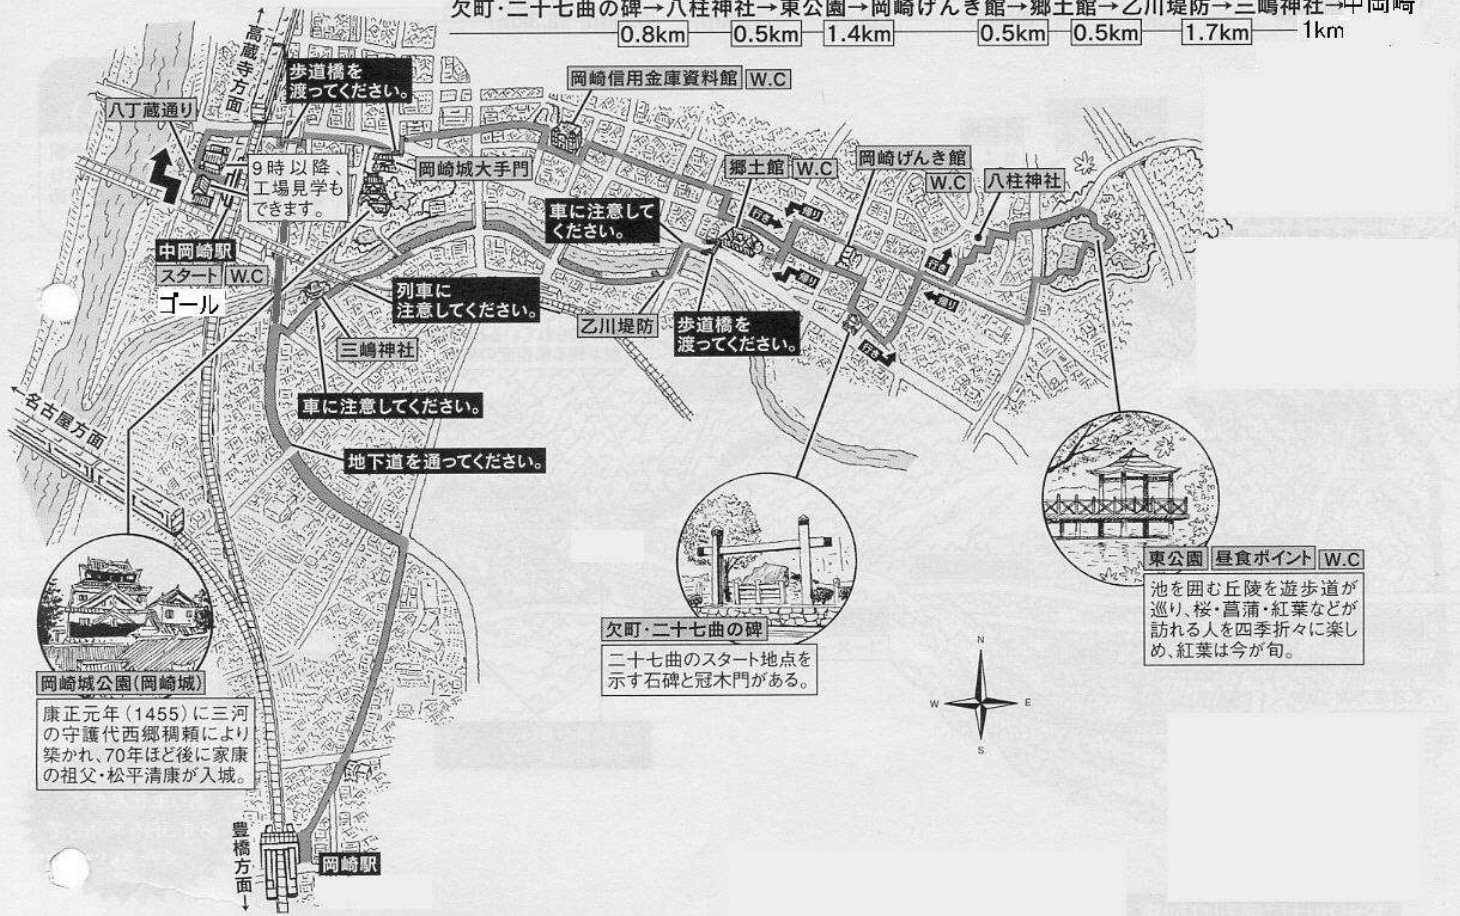 欠町・二十七曲の碑→八柱神社→東公園→岡崎げんき館→郷土館→乙川堤防→三嶋神社→中岡崎
0.8km 0.5km 1.4km 0.5km 0.5km 1.7km 1km
↑高蔵寺方面
歩道橋を
渡ってください。
岡崎信用金庫資料館 W.C
八丁蔵通り
9時以降、
工場見学も
できます。
岡崎城大手門
郷土館 W.C
岡崎げんき館
W.C
八柱神社
車に注意して
ください。
行き
帰り
帰り
行き
帰り
行き
中岡崎駅
スタート W.C
ゴール
列車に
注意してください。
乙川堤防
歩道橋を
渡ってください。
三嶋神社
車に注意してください。
←名古屋方面
地下道を通ってください。
東公園 昼食ポイント W.C
池を囲む丘陵を遊歩道が
巡り、桜・菖蒲・紅葉などが
訪れる人を四季折々に楽し
め、紅葉は今が旬。
欠町・二十七曲の碑
二十七曲のスタート地点を
示す石碑と冠木門がある。
N
W E
S
岡崎城公園(岡崎城)
康正元年(1455)に三河
の守護代西郷稠頼により
築かれ、70年ほど後に家康
の祖父・松平清康が入城。
豊橋方面↓
岡崎駅